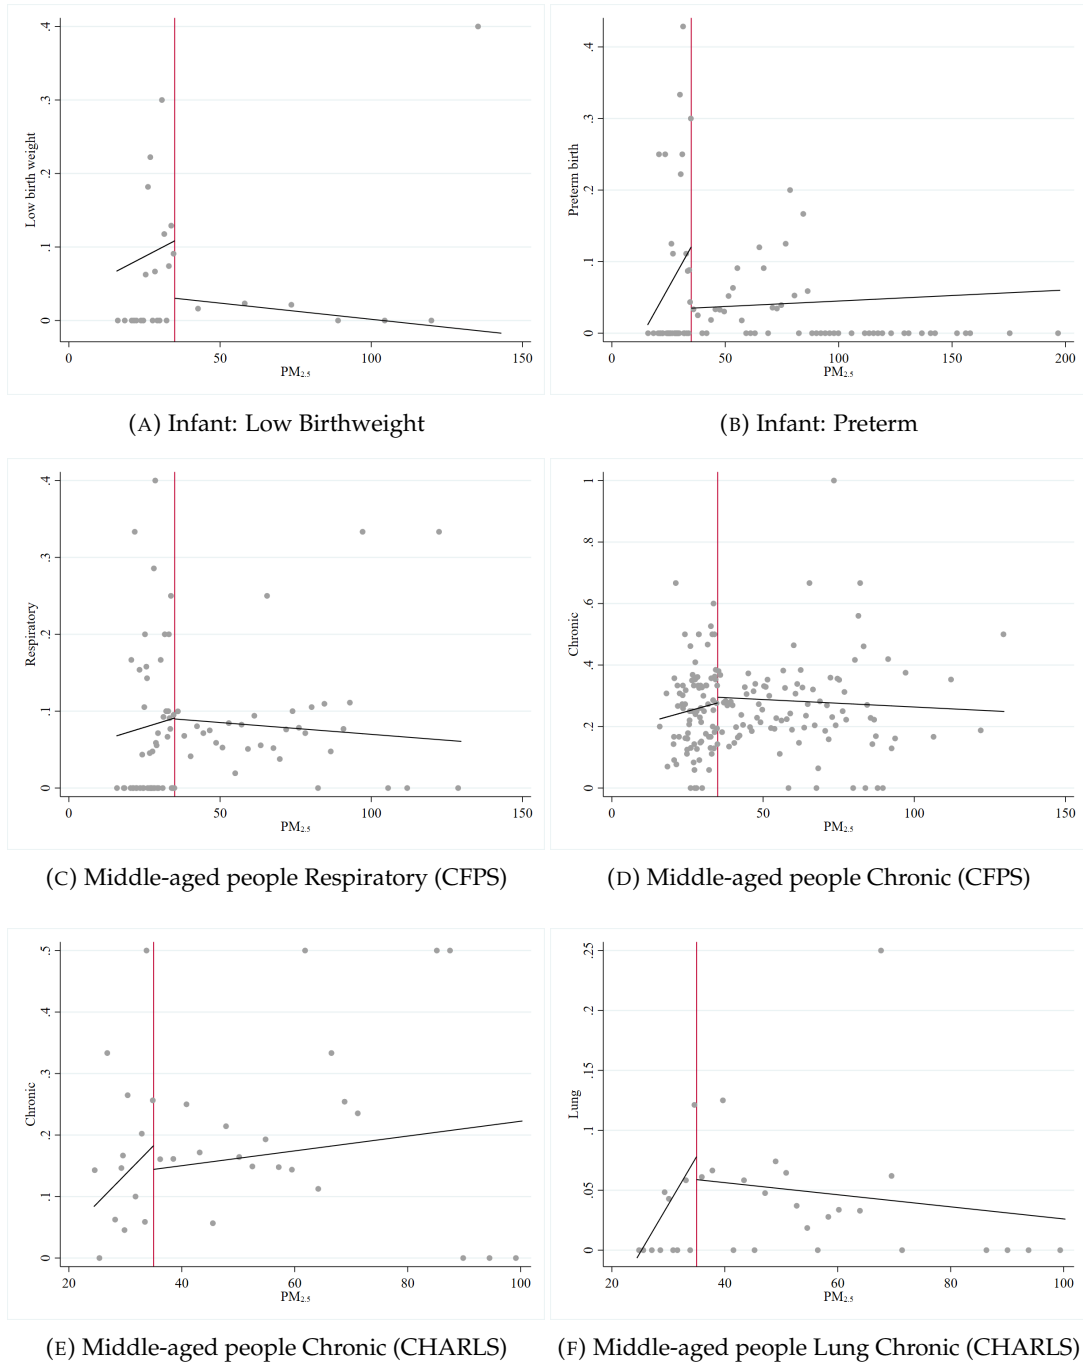 Low birth weight
0 .1 .2 .3 .4
0 50 100 150
PM2.5
(A) Infant: Low Birthweight
Preterm birth
0 .1 .2 .3 .4
0 50 100 150 200
PM2.5
(B) Infant: Preterm
Respiratory
0 .1 .2 .3 .4
0 50 100 150
PM2.5
(C) Middle-aged people Respiratory (CFPS)
Chronic
0 .2 .4 .6 .8 1
0 50 100 150
PM2.5
(D) Middle-aged people Chronic (CFPS)
Chronic
0 .1 .2 .3 .4 .5
20 40 60 80 100
PM2.5
(E) Middle-aged people Chronic (CHARLS)
Lung
0 .05 .1 .15 .2 .25
20 40 60 80 100
PM2.5
(F) Middle-aged people Lung Chronic (CHARLS)